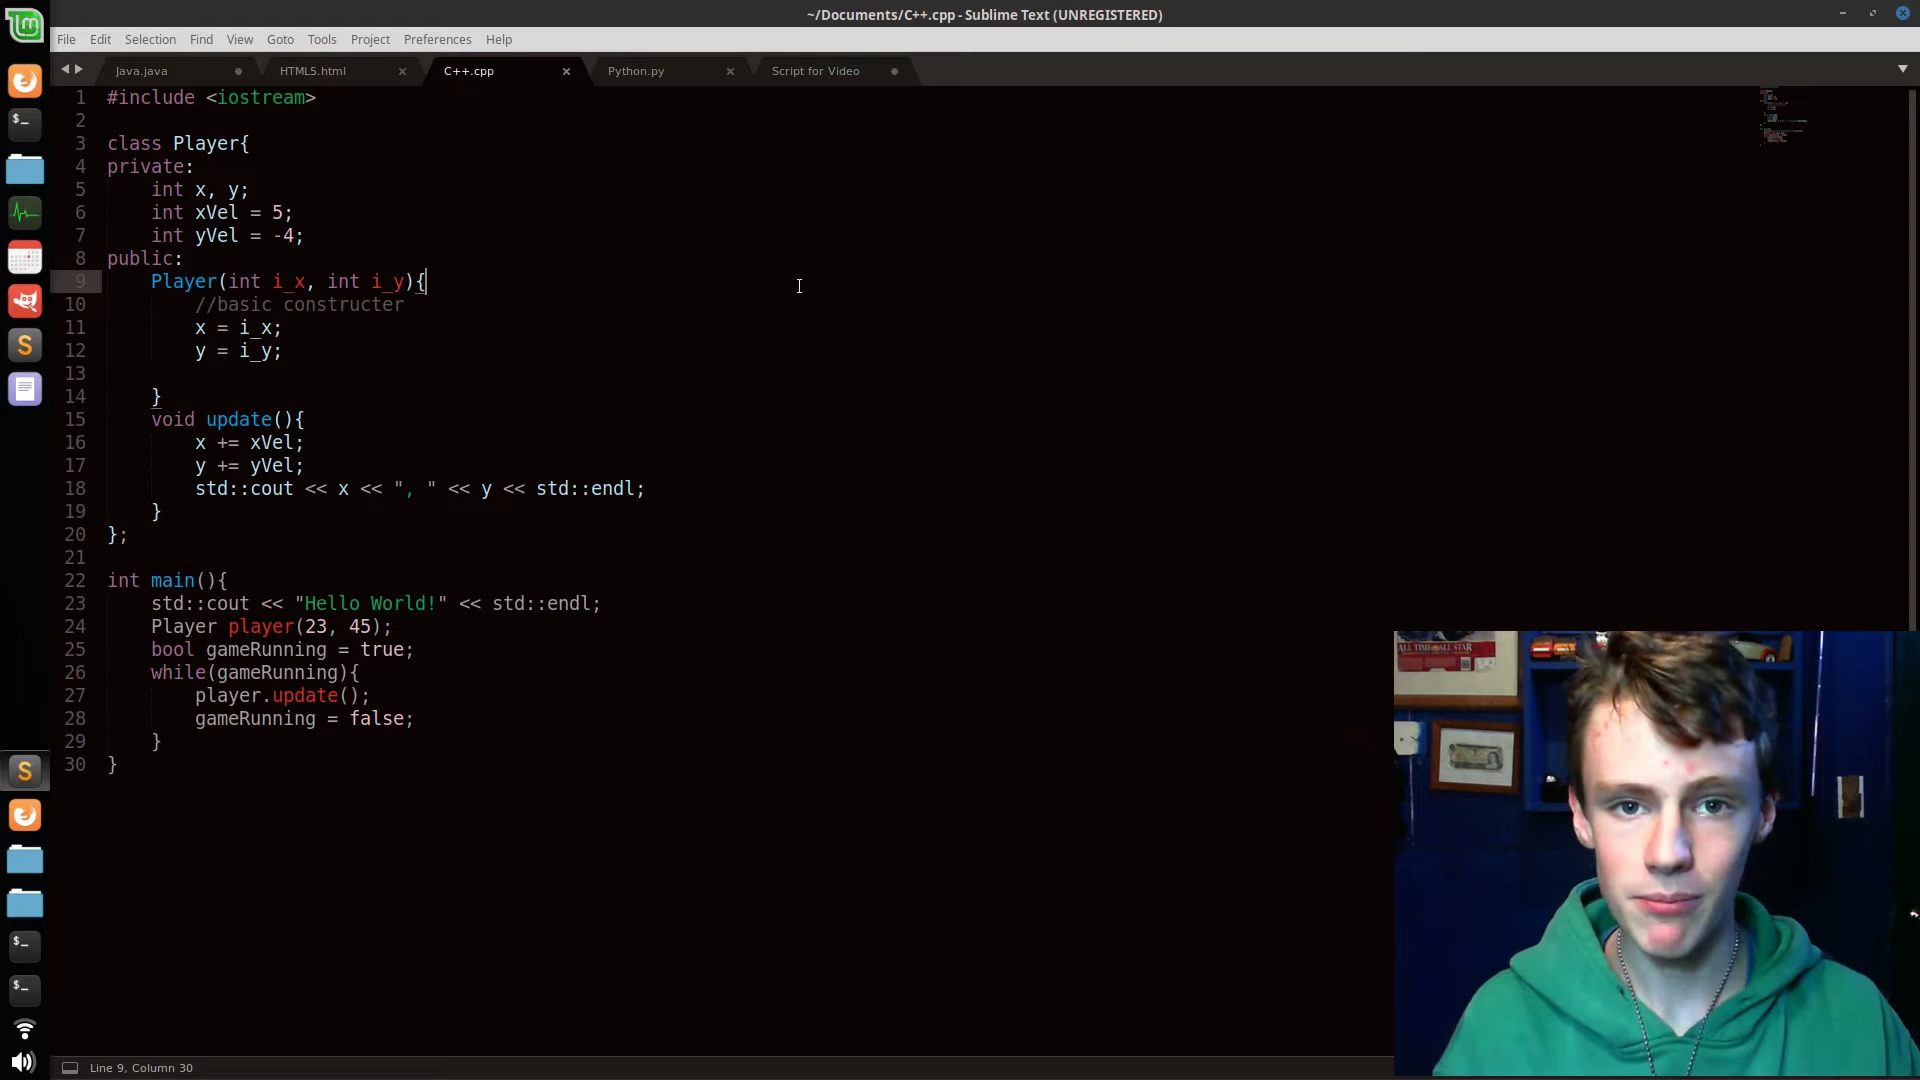 ~/Documents/C++.cpp - Sublime Text (UNREGISTERED)
File Edit Selection Find View Goto Tools Project Preferences Help
Java.java HTML5.html C++.cpp Python.py Script for Video
1 #include <iostream>
2
3 class Player{
4 private:
5 int x, y;
6 int xVel = 5;
7 int yVel = -4;
8 public:
9 Player(int i_x, int i_y){
10 //basic constructer
11 x = i_x;
12 y = i_y;
13
14 }
15 void update(){
16 x += xVel;
17 y += yVel;
18 std::cout << x << ", " << y << std::endl;
19 }
20 };
21
22 int main(){
23 std::cout << "Hello World!" << std::endl;
24 Player player(23, 45);
25 bool gameRunning = true;
26 while(gameRunning){
27 player.update();
28 gameRunning = false;
29 }
30 }
ALL TIME ALL STAR
Line 9, Column 30